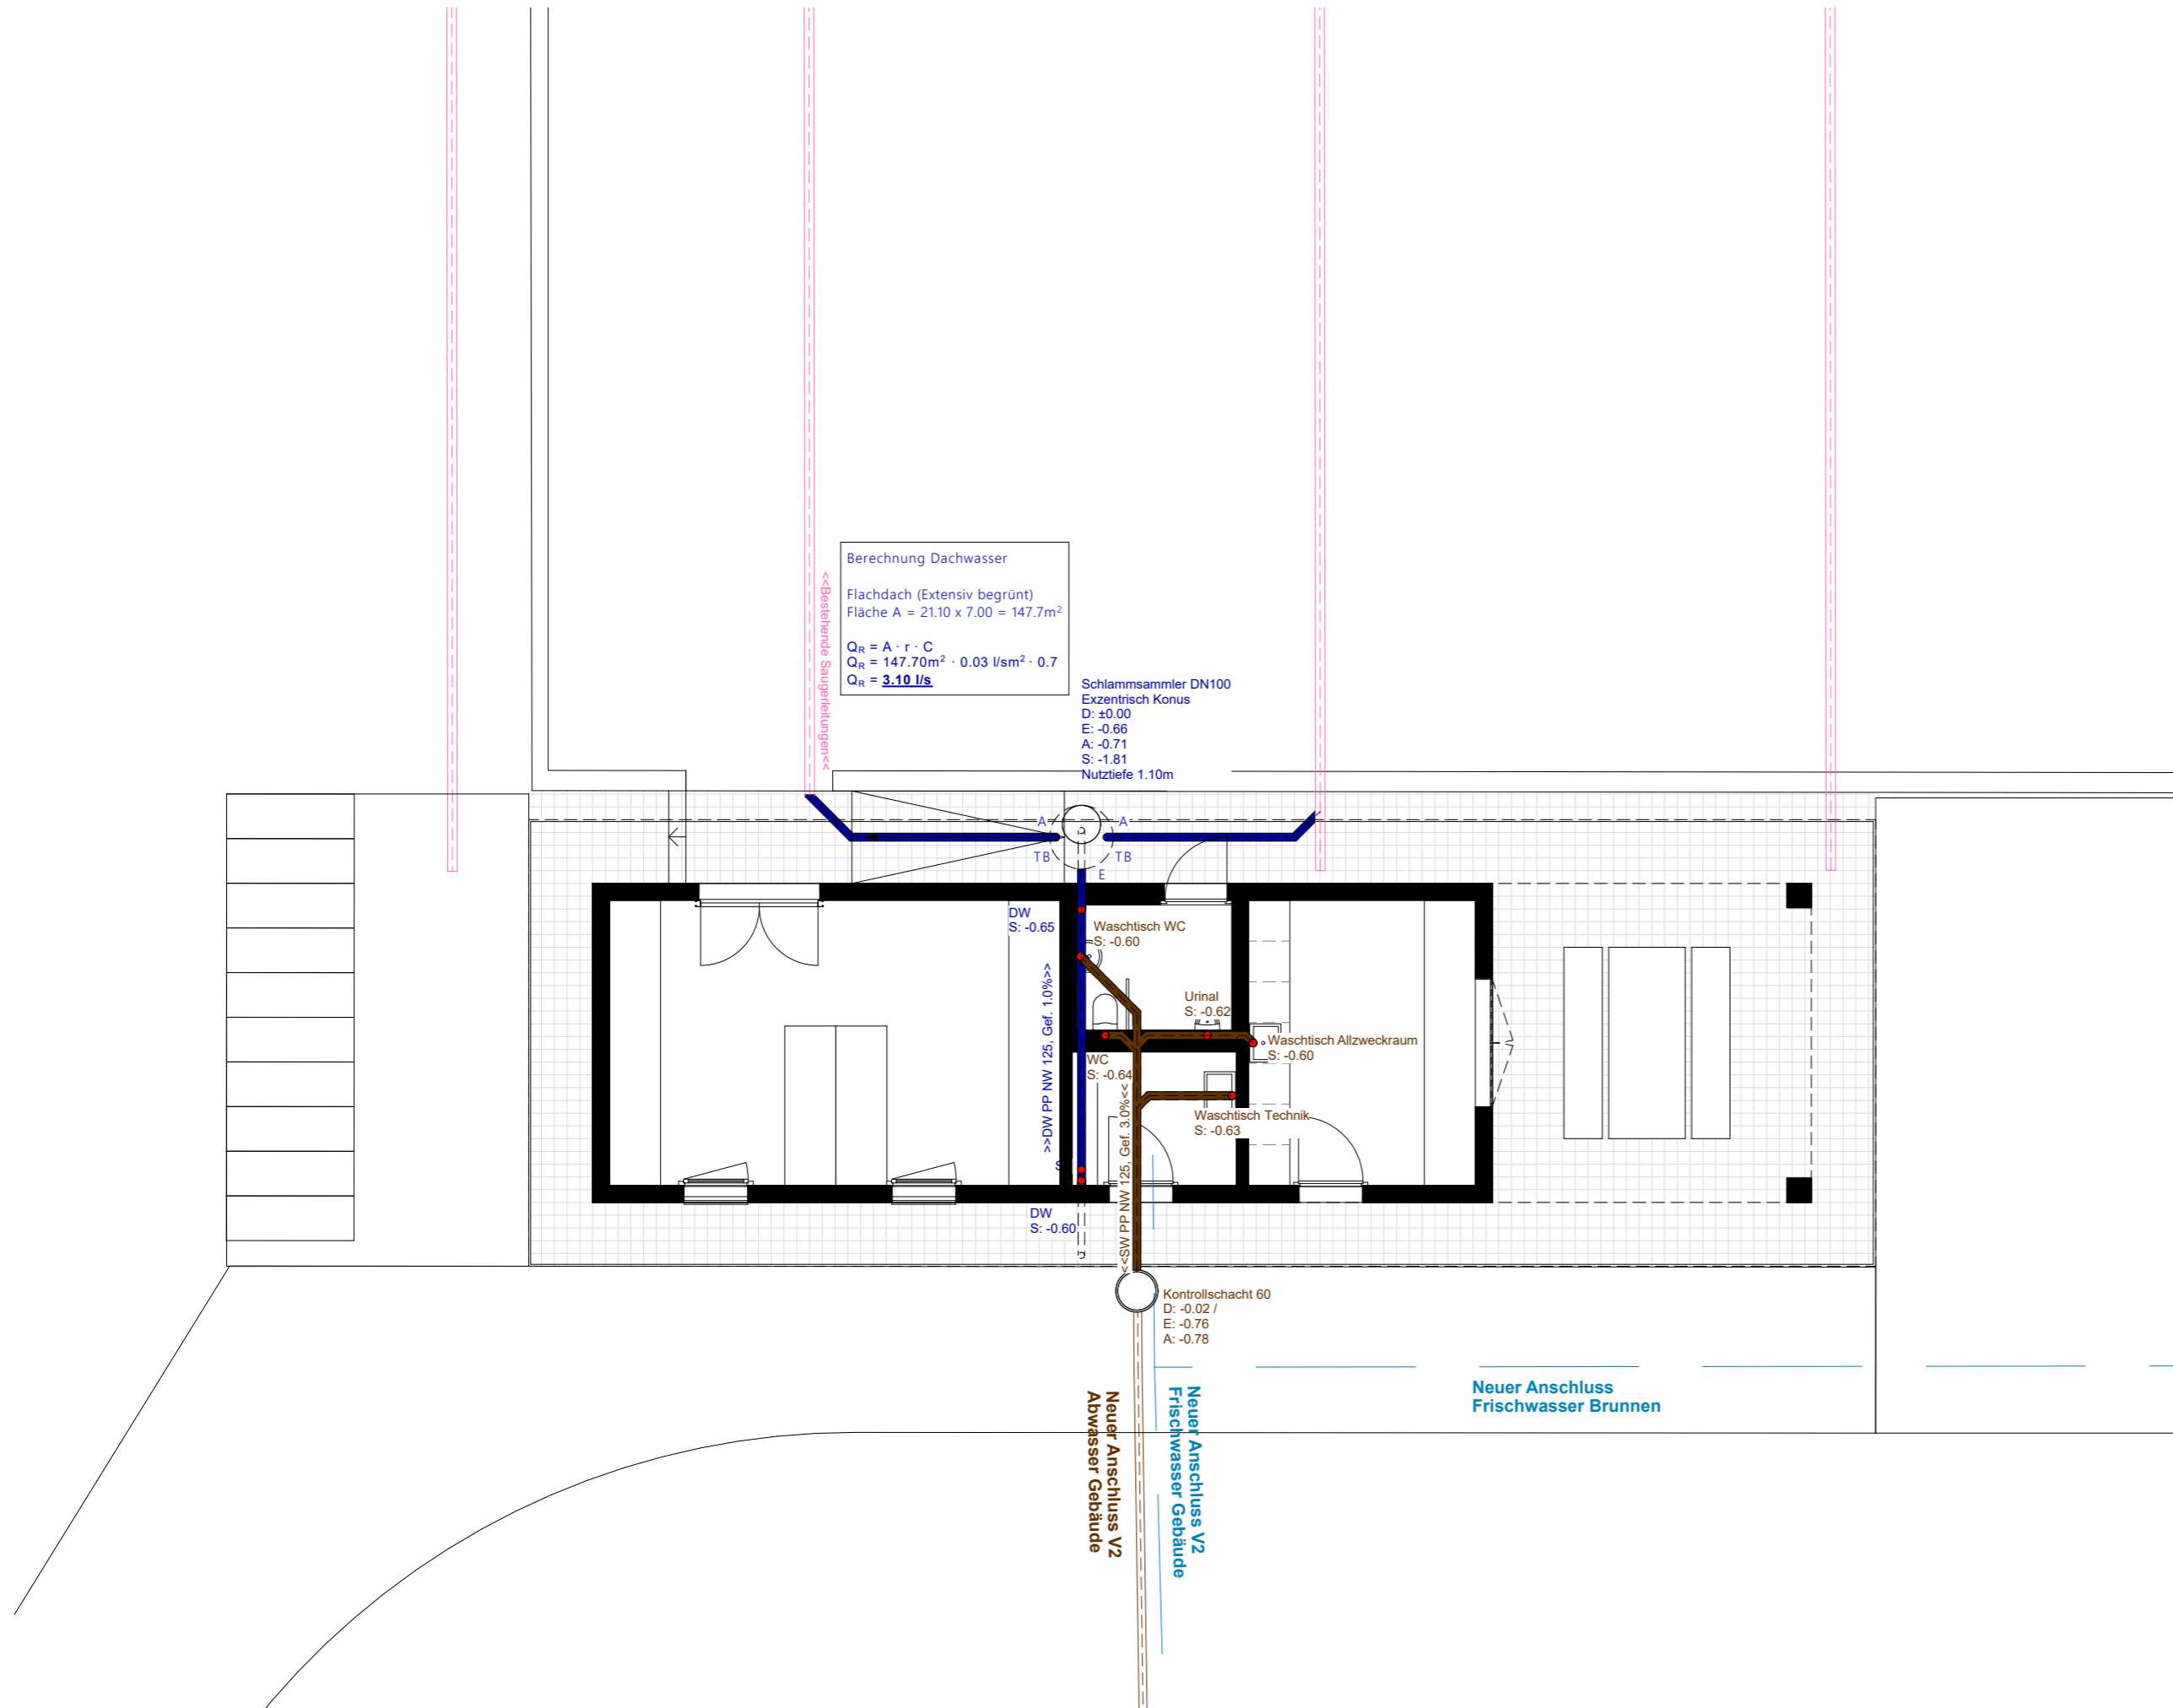 Berechnung Dachwasser
Flachdach (Extensiv begrünt)
Fläche A = 21.10 x 7.00 = 147.7m²
Q_R = A · r · C
Q_R = 147.70m² · 0.03 l/sm² · 0.7
Q_R = 3.10 l/s
<<Bestehende Saugerleitungen<<
Schlammsammler DN100
Exzentrisch Konus
D: ±0.00
E: -0.66
A: -0.71
S: -1.81
Nutztiefe 1.10m
A
A
TB
TB
E
DW
S: -0.65
Waschtisch WC
S: -0.60
Urinal
S: -0.62
Waschtisch Allzweckraum
S: -0.60
WC
S: -0.64
Waschtisch Technik
S: -0.63
>>DW PP NW 125, Gef. 1.0%>>
<<SW PP NW 125, Gef. 3.0%<<
S
DW
S: -0.60
Kontrollschacht 60
D: -0.02 /
E: -0.76
A: -0.78
Neuer Anschluss
Frischwasser Brunnen
Neuer Anschluss V2
Abwasser Gebäude
Neuer Anschluss V2
Frischwasser Gebäude